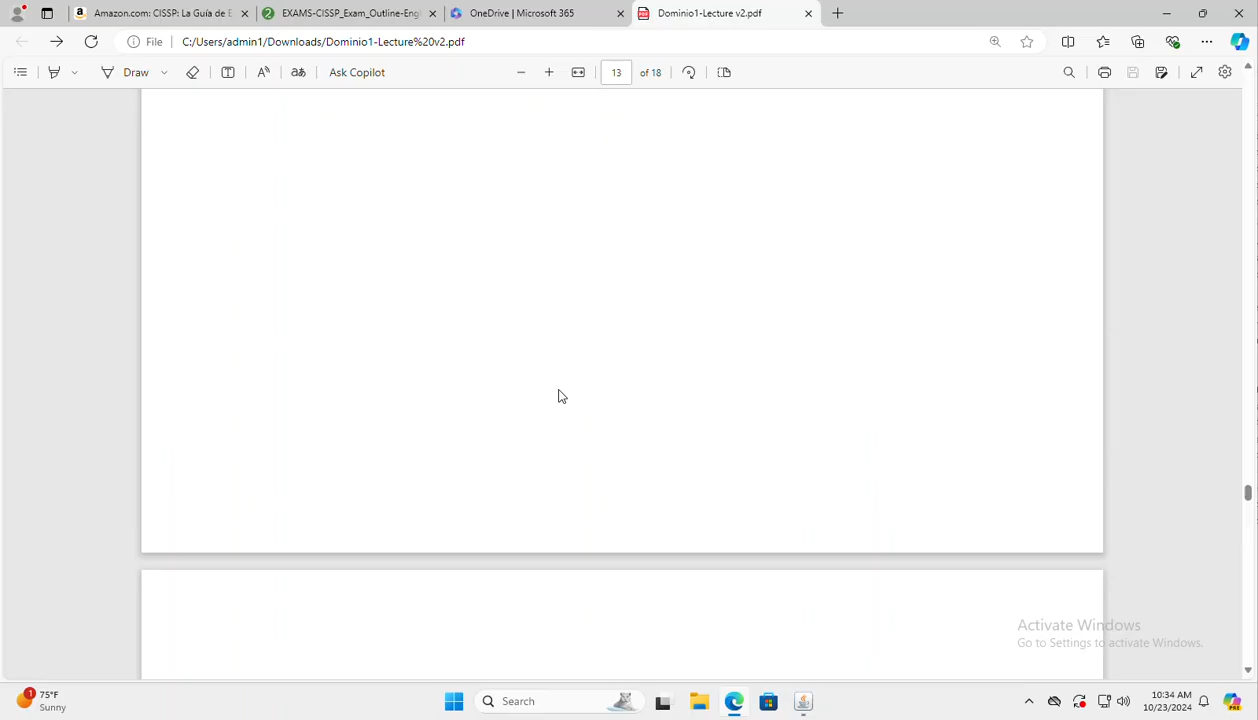 Amazon.com: CISSP: La Guía de E
EXAMS-CISSP_Exam_Outline-Eng
OneDrive | Microsoft 365
Dominio1-Lecture v2.pdf
File
C:/Users/admin1/Downloads/Dominio1-Lecture%20v2.pdf
Draw
Ask Copilot
13 of 18
Activate Windows
Go to Settings to activate Windows.
1
75°F
Sunny
Search
10:34 AM
10/23/2024